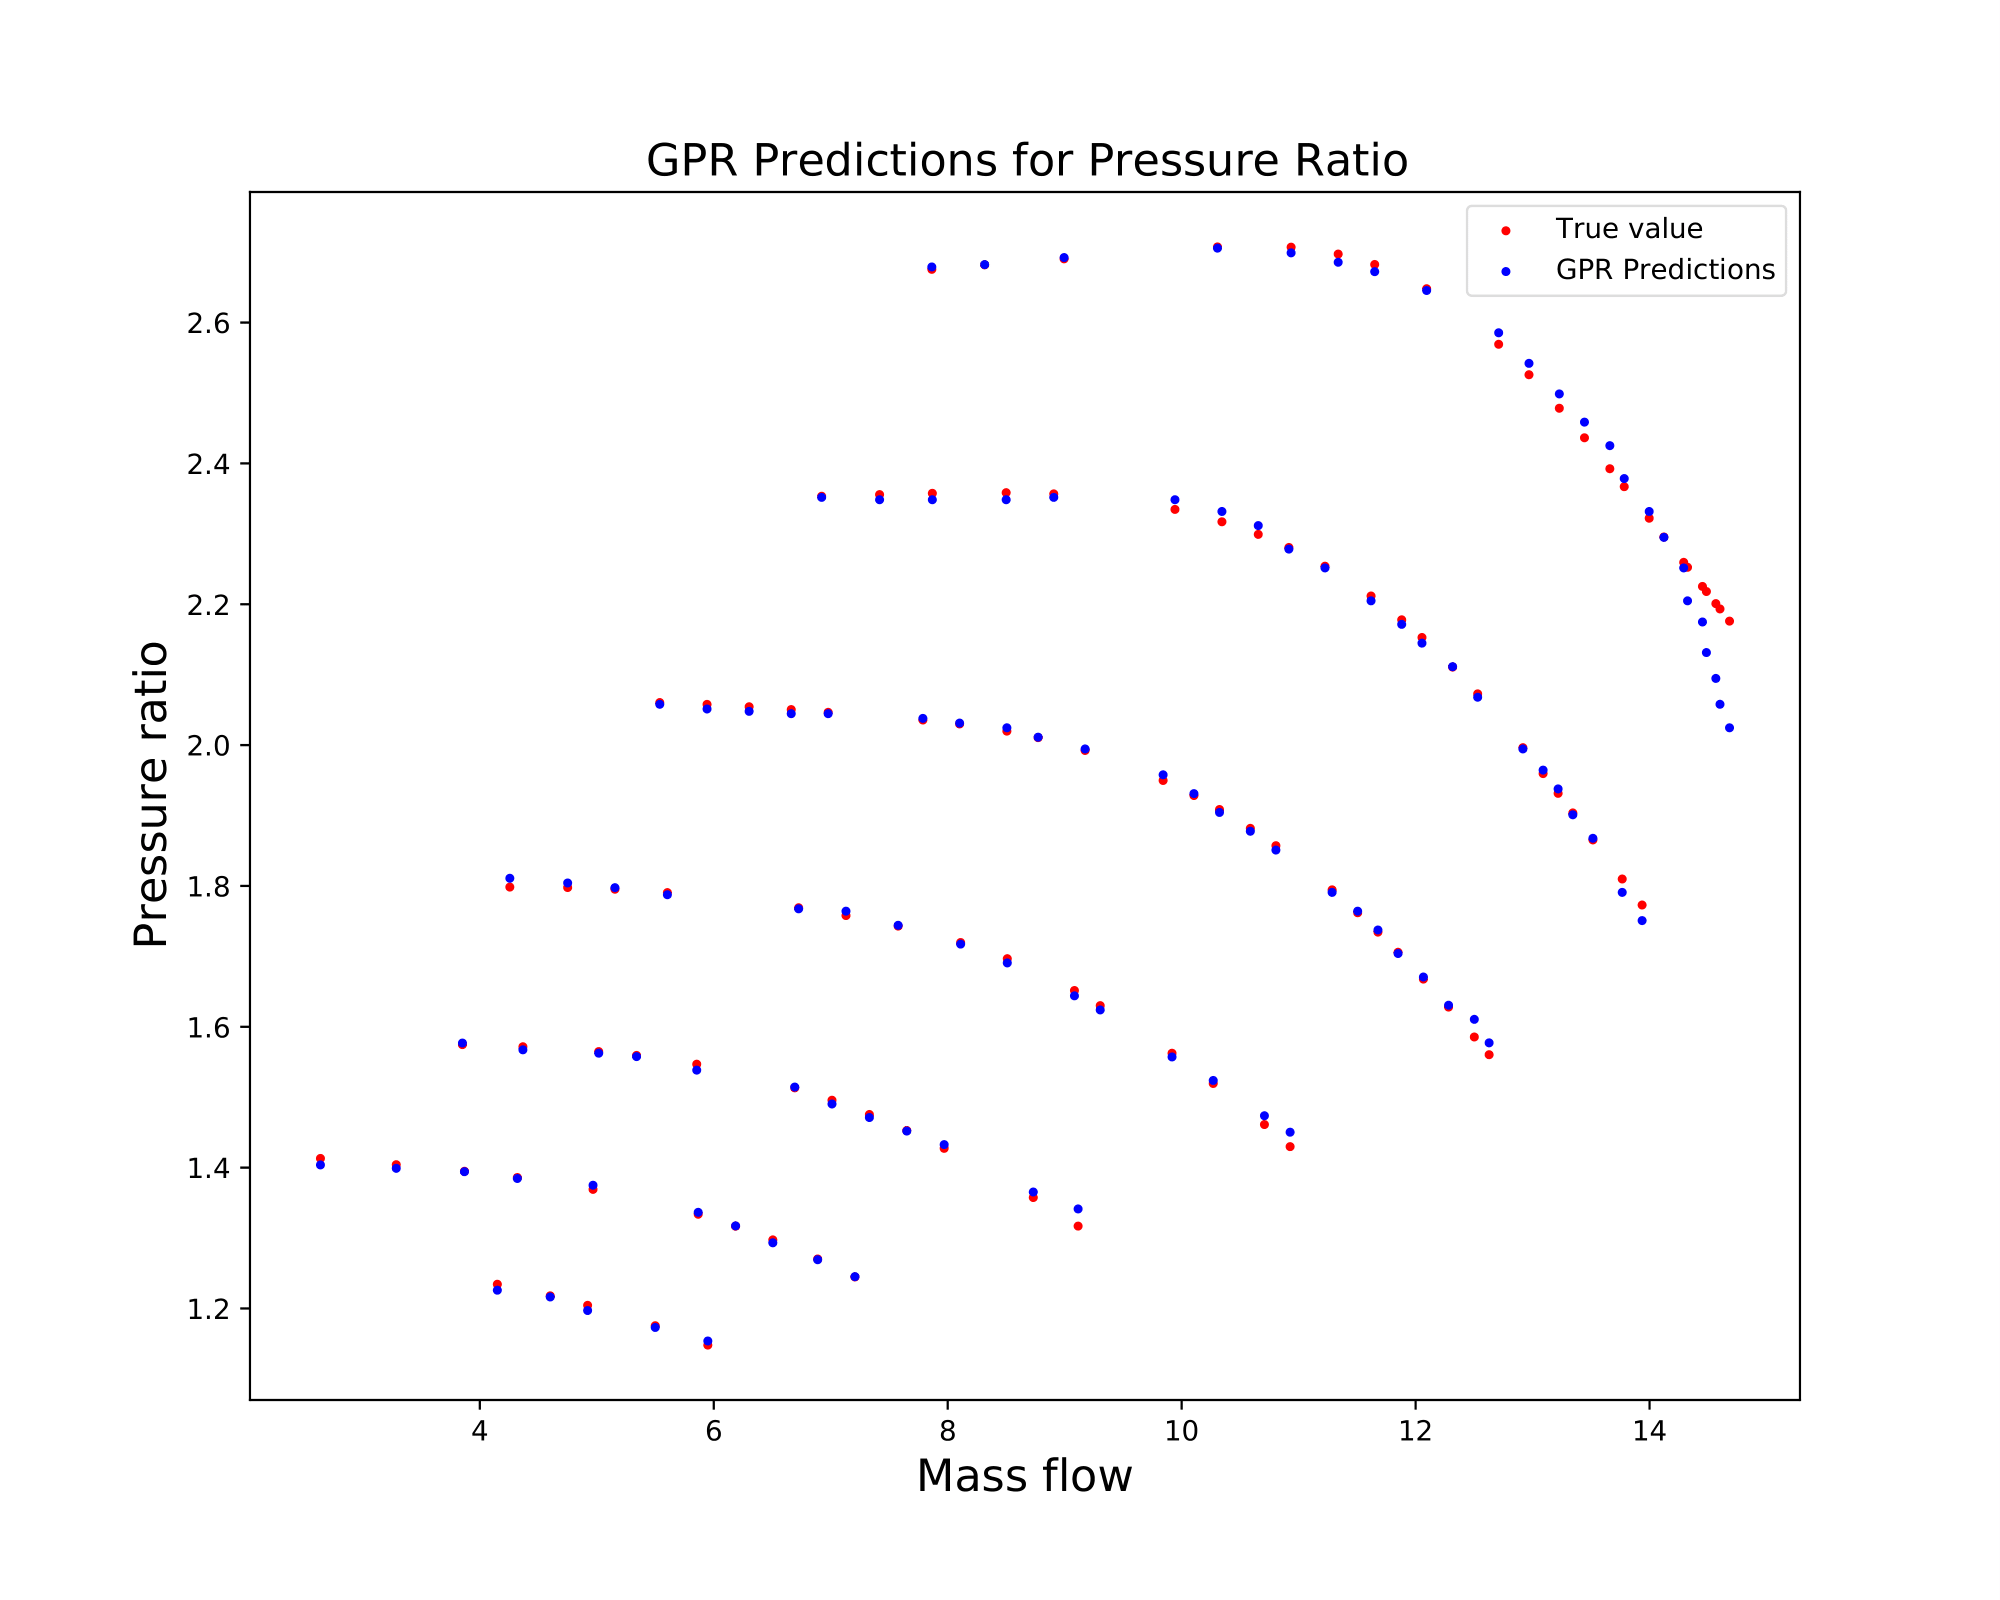 GPR Predictions for Pressure Ratio
True value
GPR Predictions
2.6
2.4
2.2
2.0
1.8
1.6
1.4
1.2
Pressure ratio
4 6 8 10 12 14
Mass flow